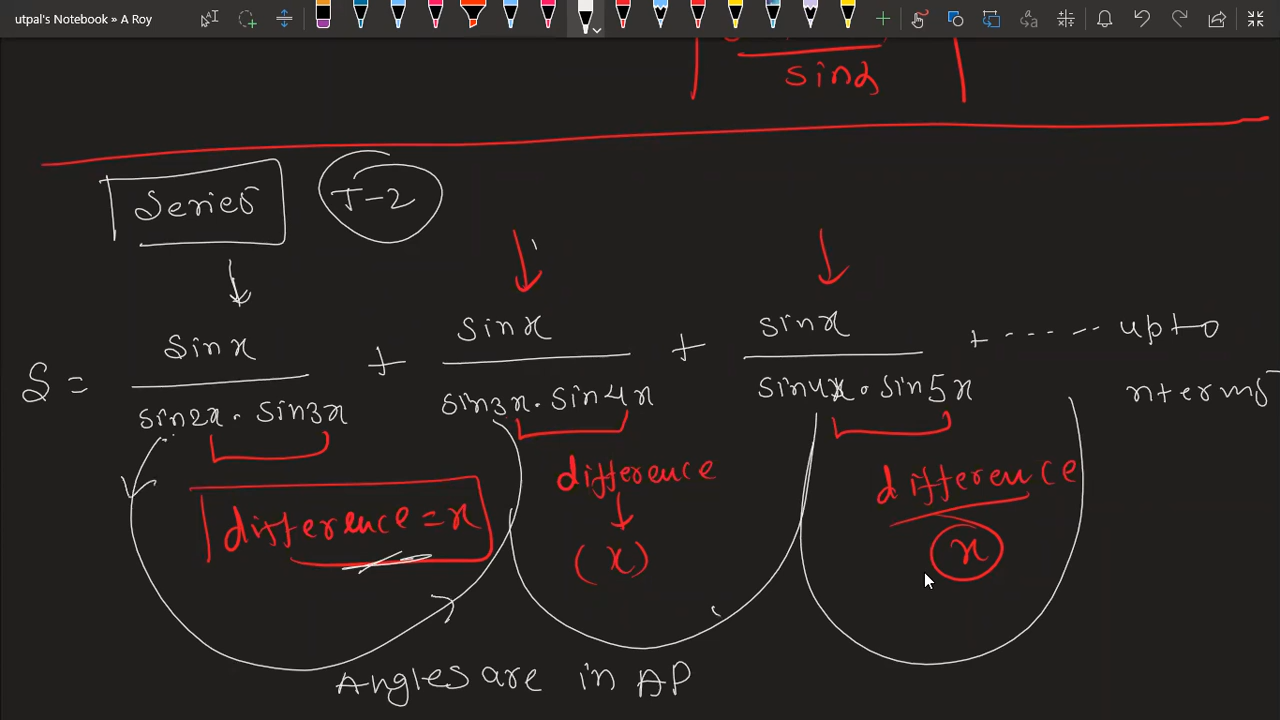 utpal's Notebook » A Roy
sinα
Series T-2
S = sinx / sin2x . sin3x + sinx / sin3x . sin4x + sinx / sin4x . sin5x + ...... upto n terms
difference = x
difference
(x)
difference
x
Angles are in AP